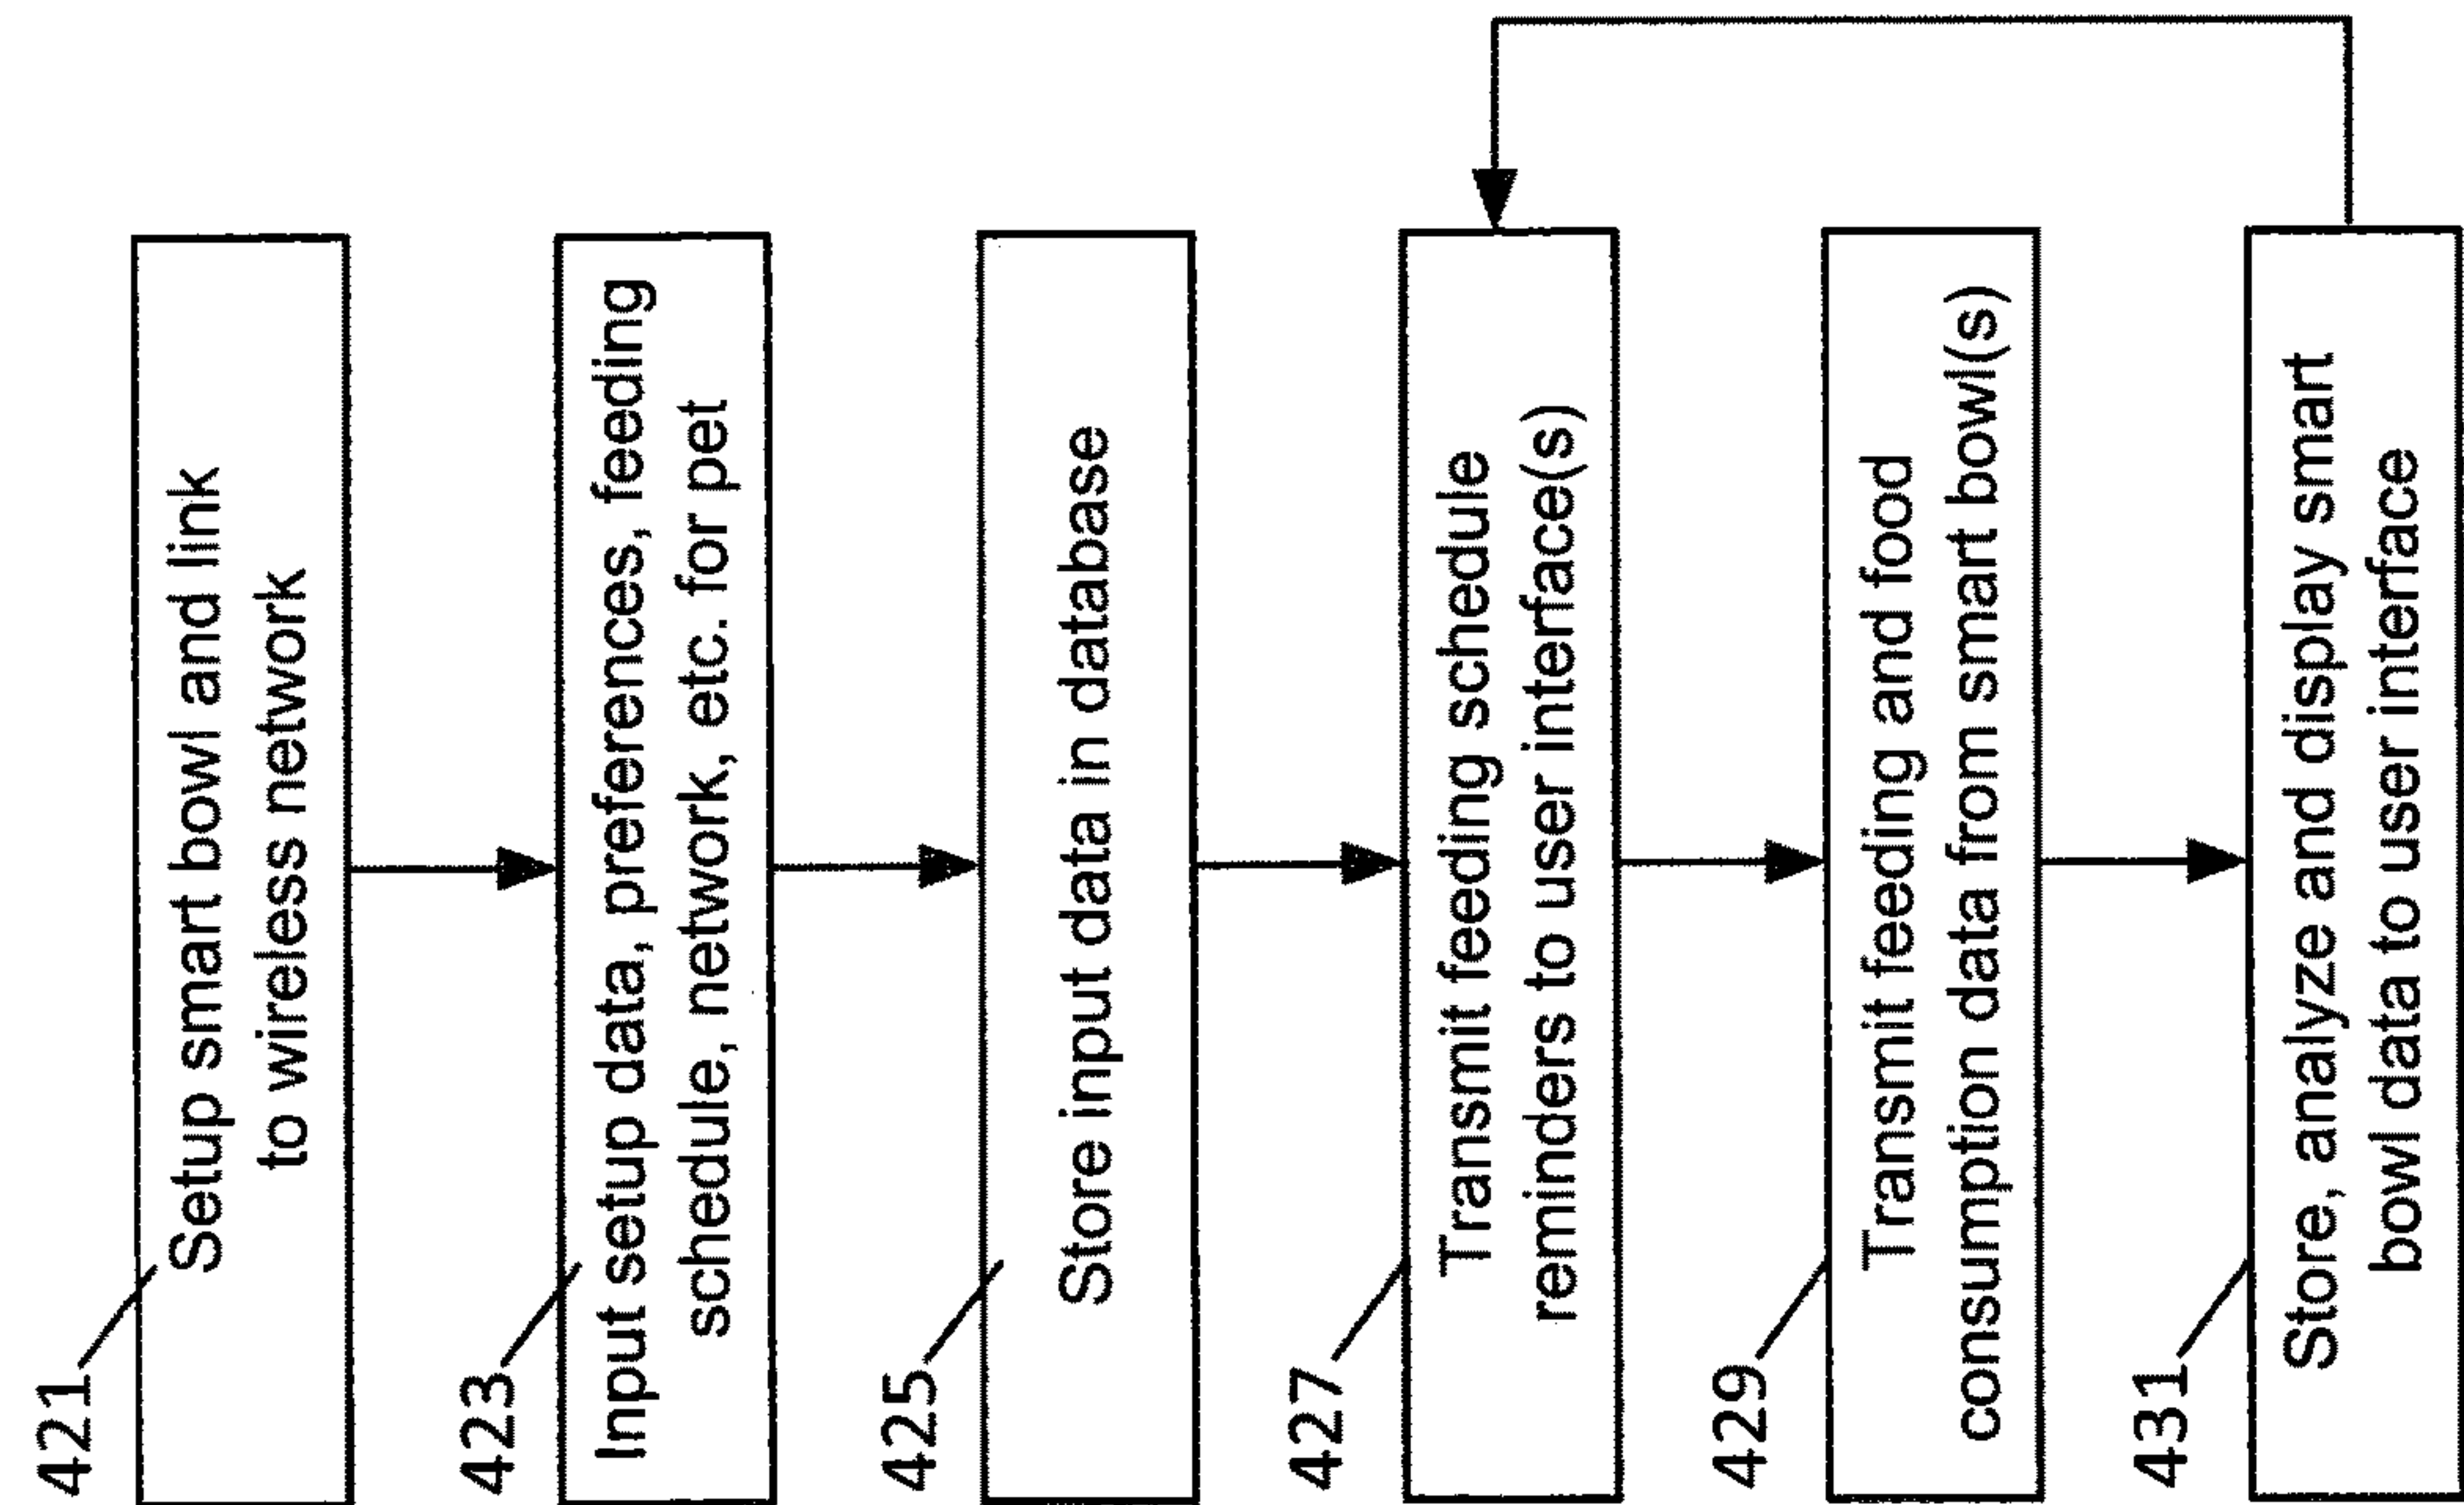 421
Setup smart bowl and link
to wireless network
423
Input setup data, preferences, feeding
schedule, network, etc. for pet
425
Store input data in database
427
Transmit feeding schedule
reminders to user interface(s)
429
Transmit feeding and food
consumption data from smart bowl(s)
431
Store, analyze and display smart
bowl data to user interface